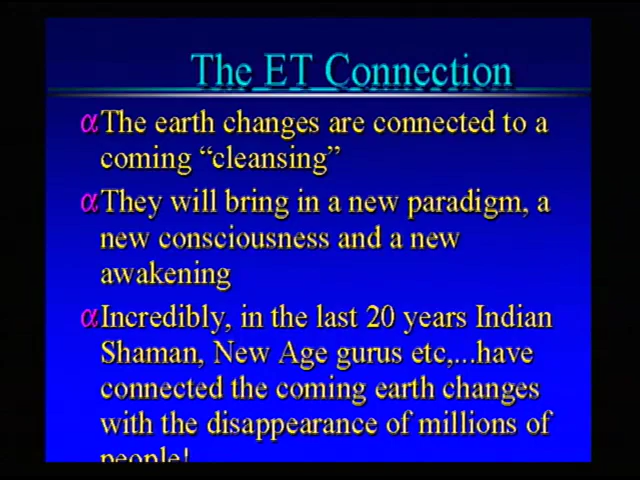 The ET Connection
αThe earth changes are connected to a
coming “cleansing”
αThey will bring in a new paradigm, a
new consciousness and a new
awakening
αIncredibly, in the last 20 years Indian
Shaman, New Age gurus etc,...have
connected the coming earth changes
with the disappearance of millions of
people!